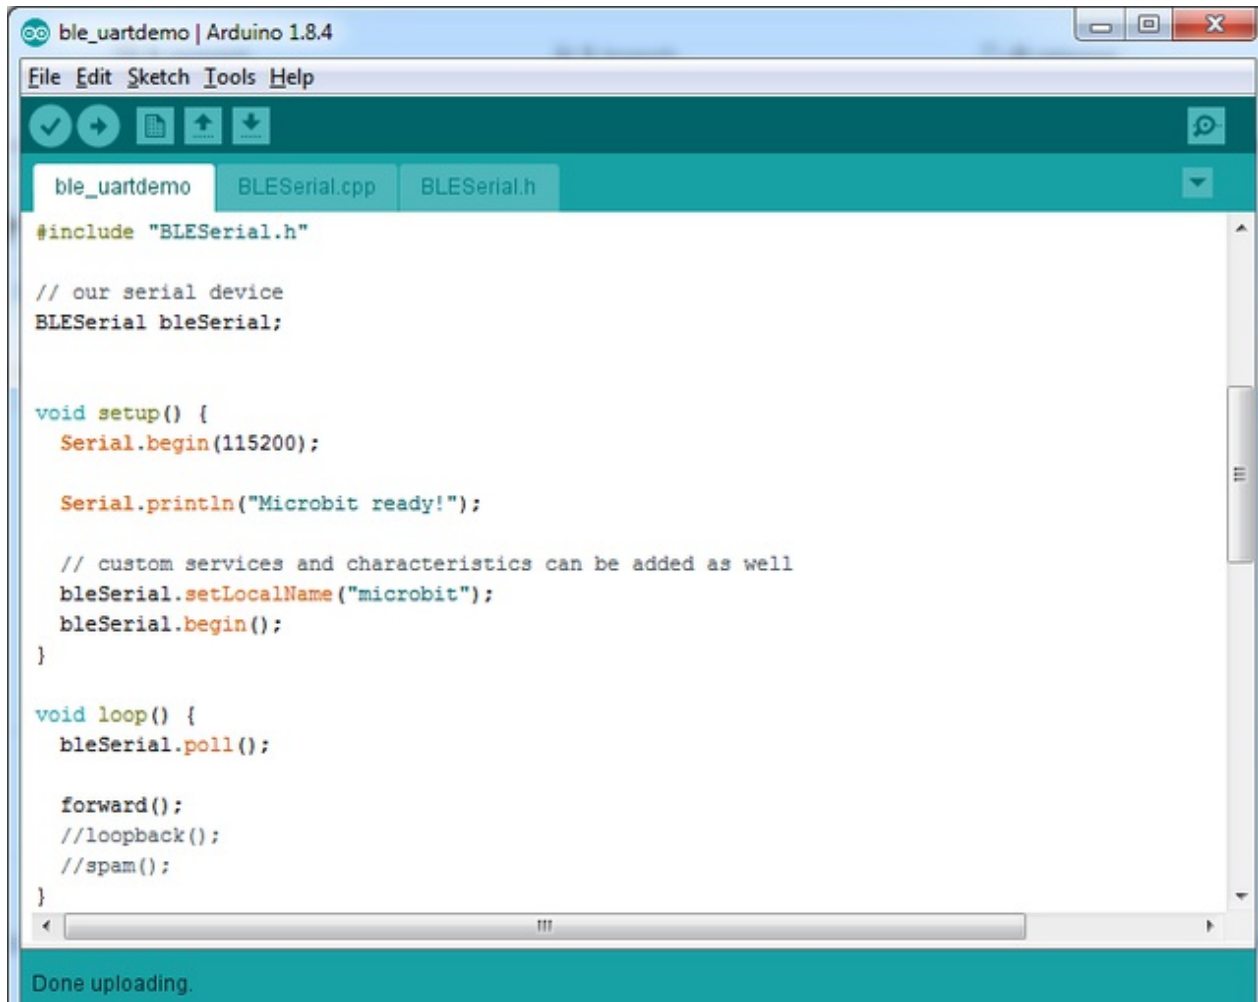 ble_uartdemo | Arduino 1.8.4
File Edit Sketch Tools Help
ble_uartdemo BLESerial.cpp BLESerial.h
#include "BLESerial.h"
// our serial device
BLESerial bleSerial;
void setup() {
  Serial.begin(115200);
  Serial.println("Microbit ready!");
  // custom services and characteristics can be added as well
  bleSerial.setLocalName("microbit");
  bleSerial.begin();
}
void loop() {
  bleSerial.poll();
  forward();
  //loopback();
  //spam();
}
Done uploading.